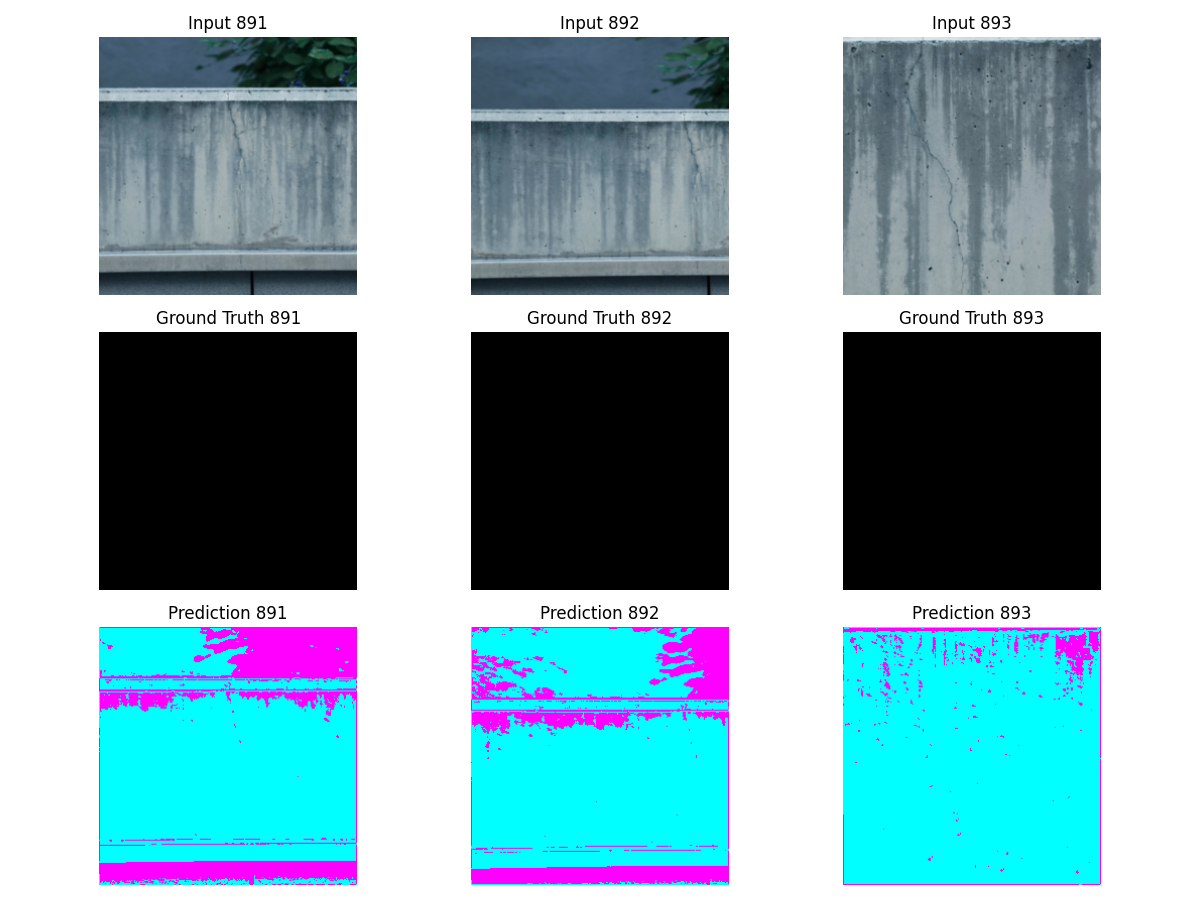 Input 891
Input 892
Input 893
Ground Truth 891
Ground Truth 892
Ground Truth 893
Prediction 891
Prediction 892
Prediction 893